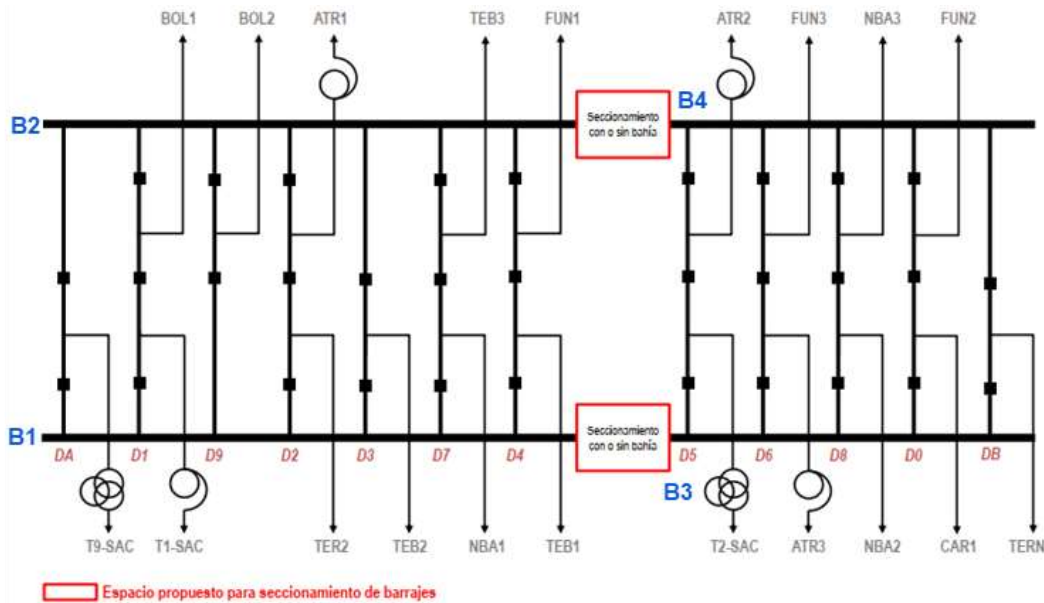 BOL1 BOL2 ATR1 TEB3 FUN1 ATR2 FUN3 NBA3 FUN2
B2
B4
Seccionamiento
con o sin bahía
B1
Seccionamiento
con o sin bahía
DA D1 D9 D2 D3 D7 D4 D5 D6 D8 D0 DB
B3
T9-SAC T1-SAC TER2 TEB2 NBA1 TEB1 T2-SAC ATR3 NBA2 CAR1 TERN
Espacio propuesto para seccionamiento de barrajes